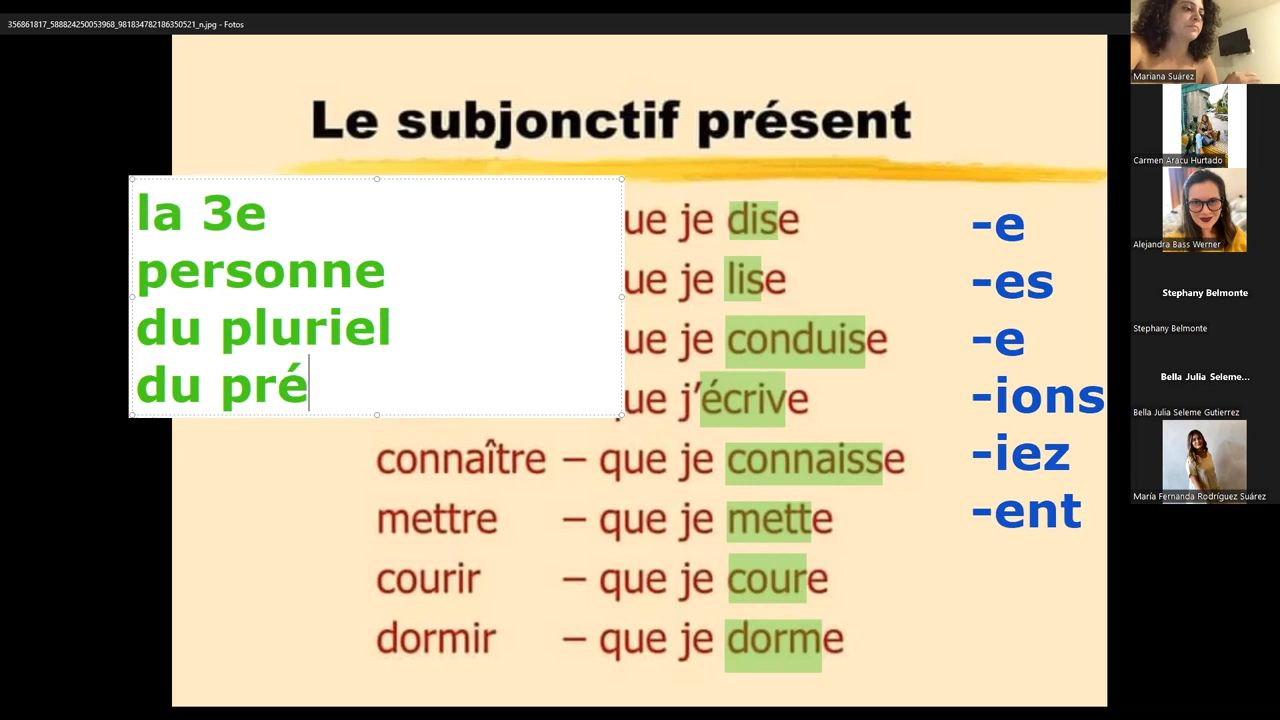 356861817_588824250053968_981834782186350521_n.jpg - Fotos
Le subjonctif présent
la 3e
personne
du pluriel
du pré
ue je dise
ue je lise
ue je conduise
ue j'écrive
connaître – que je connaisse
mettre – que je mette
courir – que je coure
dormir – que je dorme
-e
-es
-e
-ions
-iez
-ent
Mariana Suárez
Carmen Aracu Hurtado
Alejandra Bass Werner
Stephany Belmonte
Stephany Belmonte
Bella Julia Seleme...
Bella Julia Seleme Gutierrez
María Fernanda Rodríguez Suárez